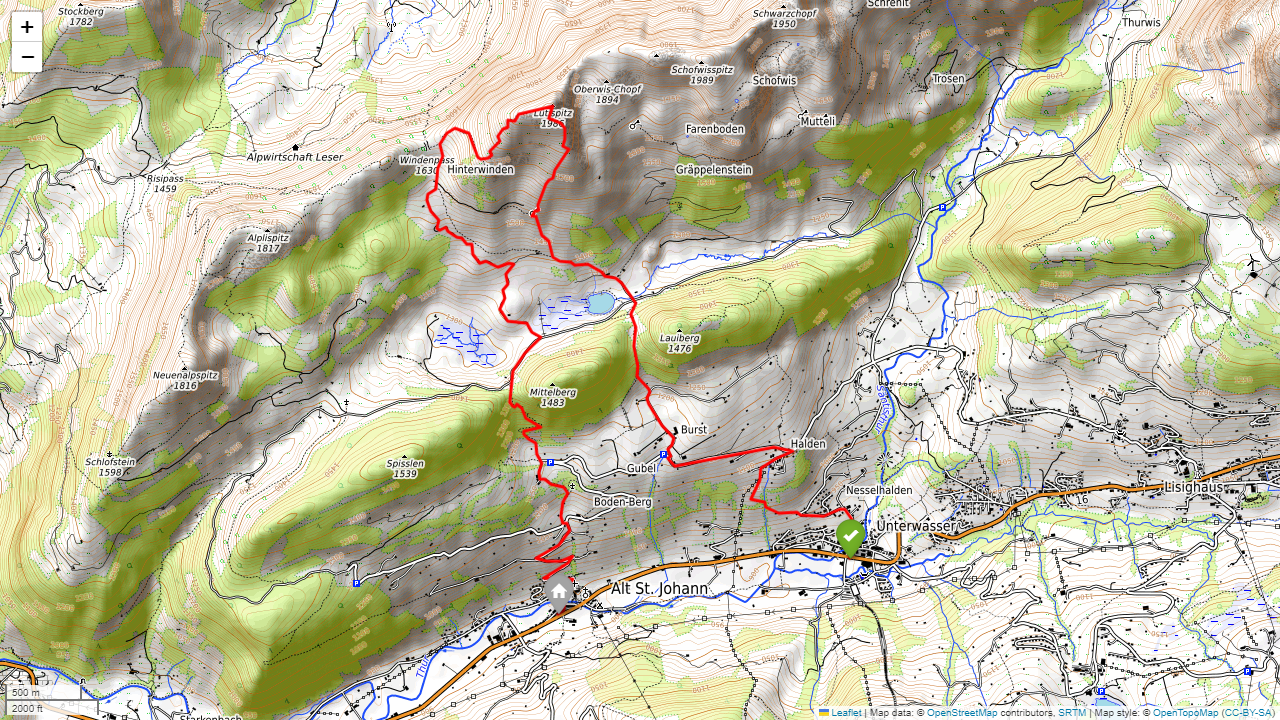 +
−
Stockberg
1782
Schwarzchopf
1950
Schrenit
Thurwis
Schofwisspitz
1989
Schofwis
Trosen
Oberwis-Chopf
1894
Lütispitz
1986
Farenboden
Mutteli
Alpwirtschaft Leser
Windenpass
1630
Hinterwinden
Gräppelenstein
Risipass
1459
Alplispitz
1817
Lauiberg
1476
Neuenalpspitz
1816
Mittelberg
1483
Burst
Halden
Schlofstein
1598
Spisslen
1539
Gubel
Boden-Berg
Nesselhalden
Lisighaus
16
Unterwasser
Alt St. Johann
Starkenbach
500 m
2000 ft
Leaflet | Map data: © OpenStreetMap contributors, SRTM | Map style: © OpenTopoMap (CC-BY-SA)